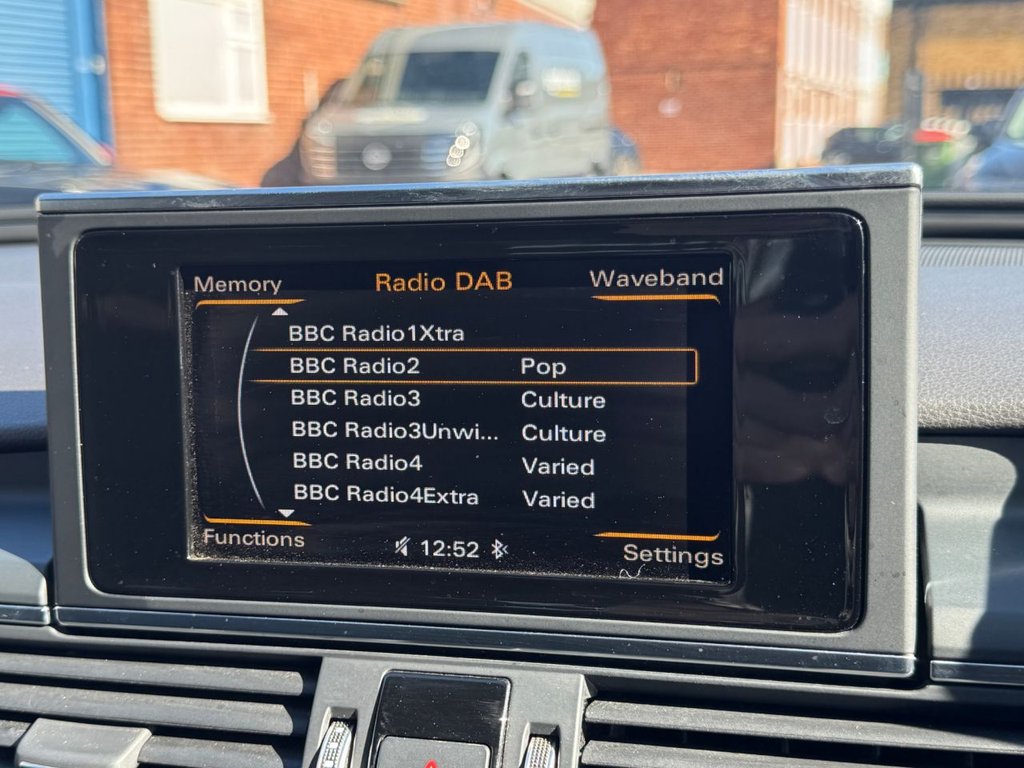 Memory Radio DAB Waveband
BBC Radio1Xtra
BBC Radio2 Pop
BBC Radio3 Culture
BBC Radio3Unwi... Culture
BBC Radio4 Varied
BBC Radio4Extra Varied
Functions 12:52 Settings